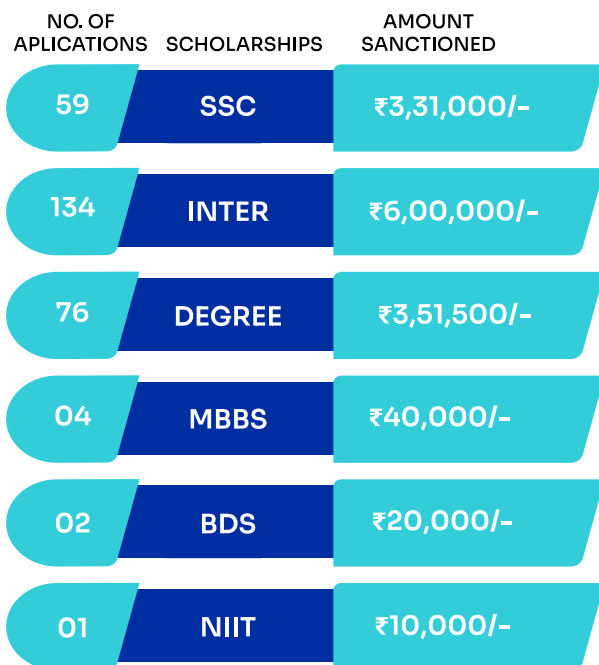 NO. OF
APLICATIONS SCHOLARSHIPS AMOUNT
SANCTIONED
59 SSC ₹3,31,000/-
134 INTER ₹6,00,000/-
76 DEGREE ₹3,51,500/-
04 MBBS ₹40,000/-
02 BDS ₹20,000/-
01 NIIT ₹10,000/-